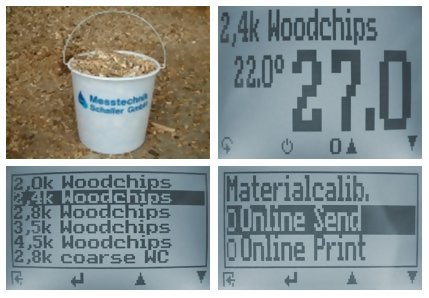 Messtechnik
Schaller GmbH
2,4k Woodchips
22.0°
27.0
0
2,0k Woodchips
2,4k Woodchips
2,8k Woodchips
3,5k Woodchips
4,5k Woodchips
2,8k coarse WC
Materialcalib.
Online Send
Online Print